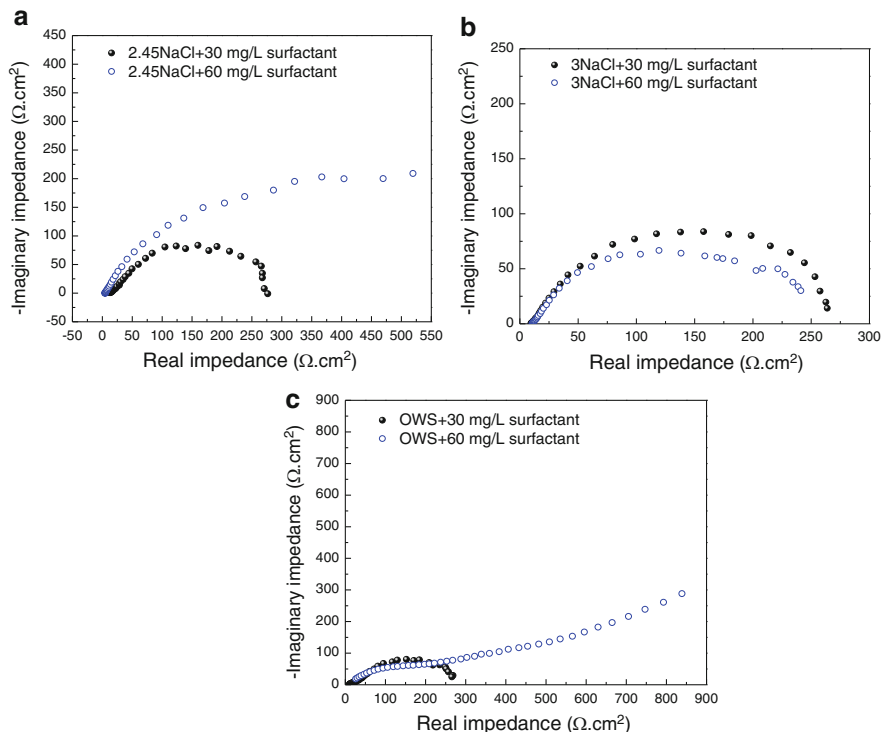 a
450
400
350
300
250
200
150
100
50
0
-50
-Imaginary impedance (Ω.cm²)
2.45NaCl+30 mg/L surfactant
2.45NaCl+60 mg/L surfactant
0 50 100 150 200 250 300 350 400 450 500 550
Real impedance (Ω.cm²)
b
250
200
150
100
50
0
-Imaginary impedance (Ω.cm²)
3NaCl+30 mg/L surfactant
3NaCl+60 mg/L surfactant
0 50 100 150 200 250 300
Real impedance (Ω.cm²)
c
900
800
700
600
500
400
300
200
100
0
-Imaginary impedance (Ω.cm²)
OWS+30 mg/L surfactant
OWS+60 mg/L surfactant
0 100 200 300 400 500 600 700 800 900
Real impedance (Ω.cm²)